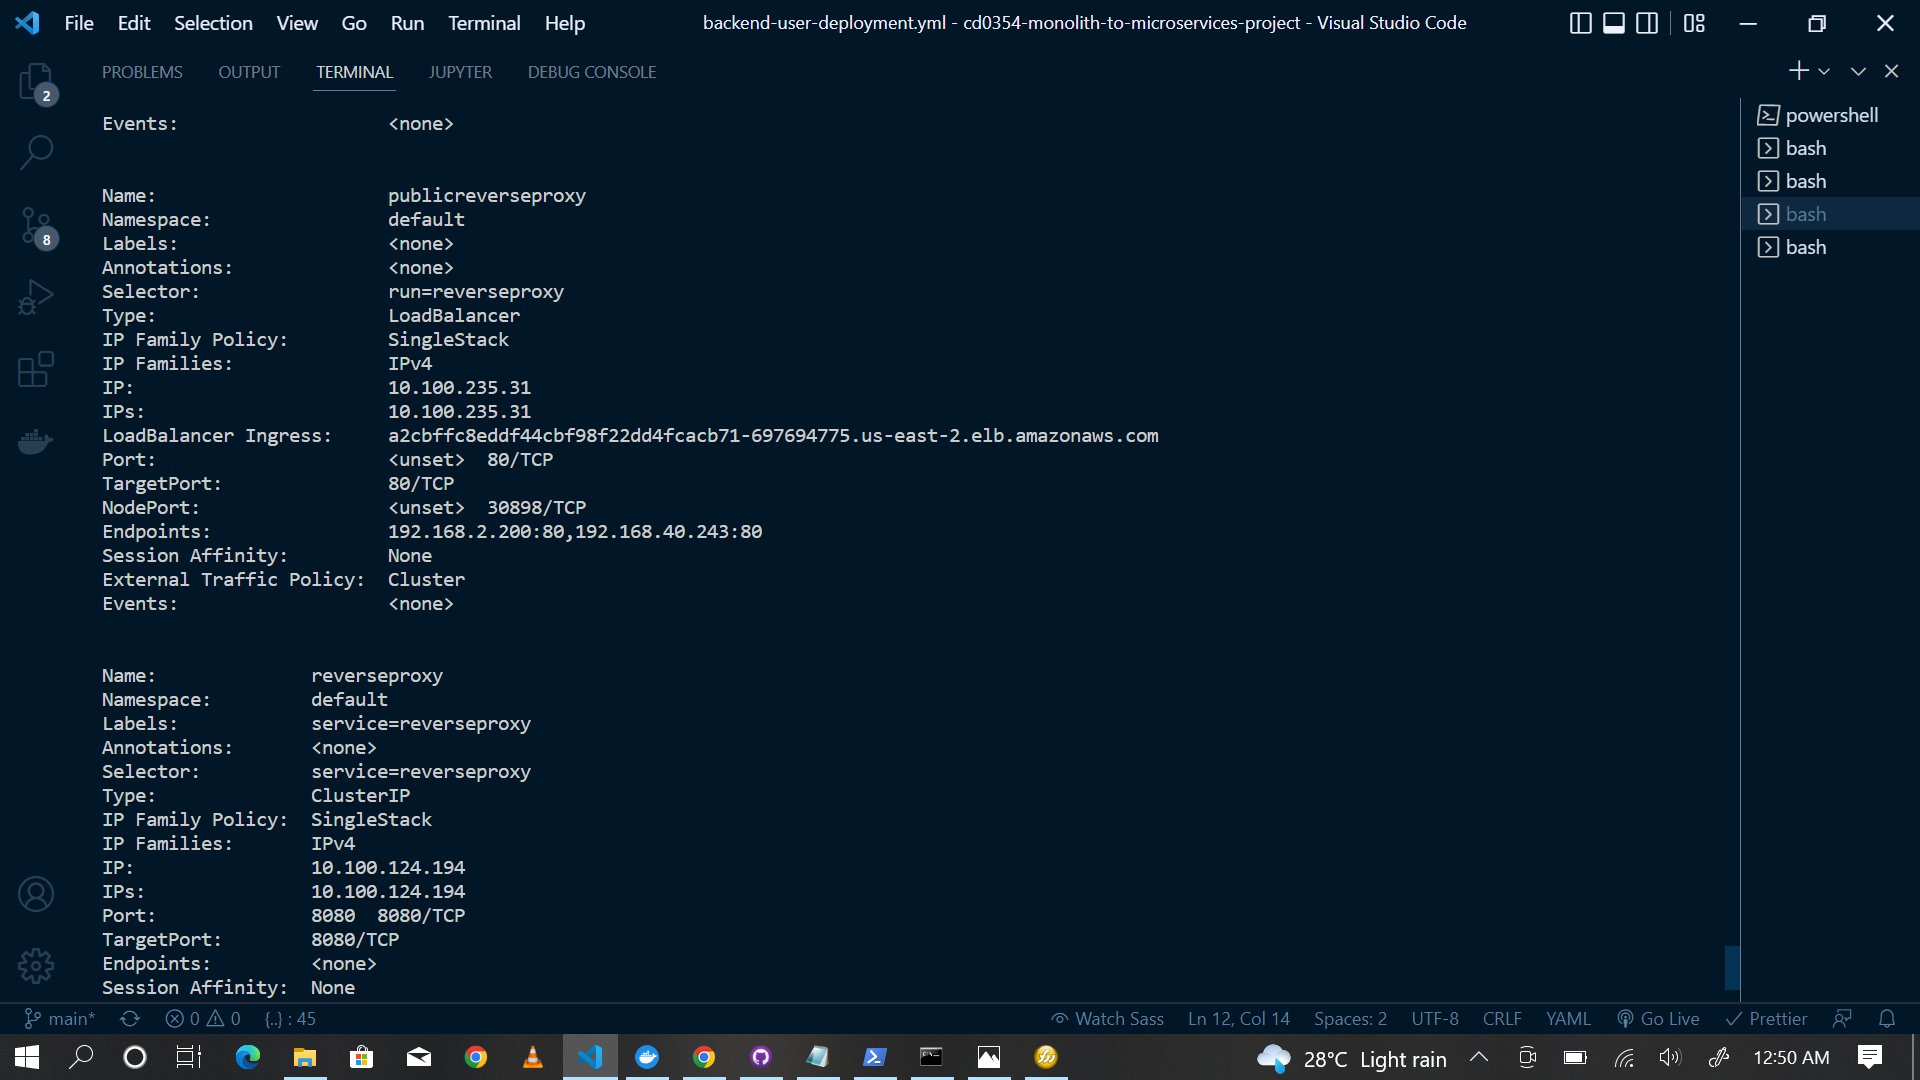 File Edit Selection View Go Run Terminal Help backend-user-deployment.yml - cd0354-monolith-to-microservices-project - Visual Studio Code
PROBLEMS OUTPUT TERMINAL JUPYTER DEBUG CONSOLE
2
8
Events: <none>
Name: publicreverseproxy
Namespace: default
Labels: <none>
Annotations: <none>
Selector: run=reverseproxy
Type: LoadBalancer
IP Family Policy: SingleStack
IP Families: IPv4
IP: 10.100.235.31
IPs: 10.100.235.31
LoadBalancer Ingress: a2cbffc8eddf44cbf98f22dd4fcacb71-697694775.us-east-2.elb.amazonaws.com
Port: <unset> 80/TCP
TargetPort: 80/TCP
NodePort: <unset> 30898/TCP
Endpoints: 192.168.2.200:80,192.168.40.243:80
Session Affinity: None
External Traffic Policy: Cluster
Events: <none>
Name: reverseproxy
Namespace: default
Labels: service=reverseproxy
Annotations: <none>
Selector: service=reverseproxy
Type: ClusterIP
IP Family Policy: SingleStack
IP Families: IPv4
IP: 10.100.124.194
IPs: 10.100.124.194
Port: 8080 8080/TCP
TargetPort: 8080/TCP
Endpoints: <none>
Session Affinity: None
powershell
bash
bash
bash
bash
main* 0 0 {..} : 45 Watch Sass Ln 12, Col 14 Spaces: 2 UTF-8 CRLF YAML Go Live Prettier
28°C Light rain 12:50 AM